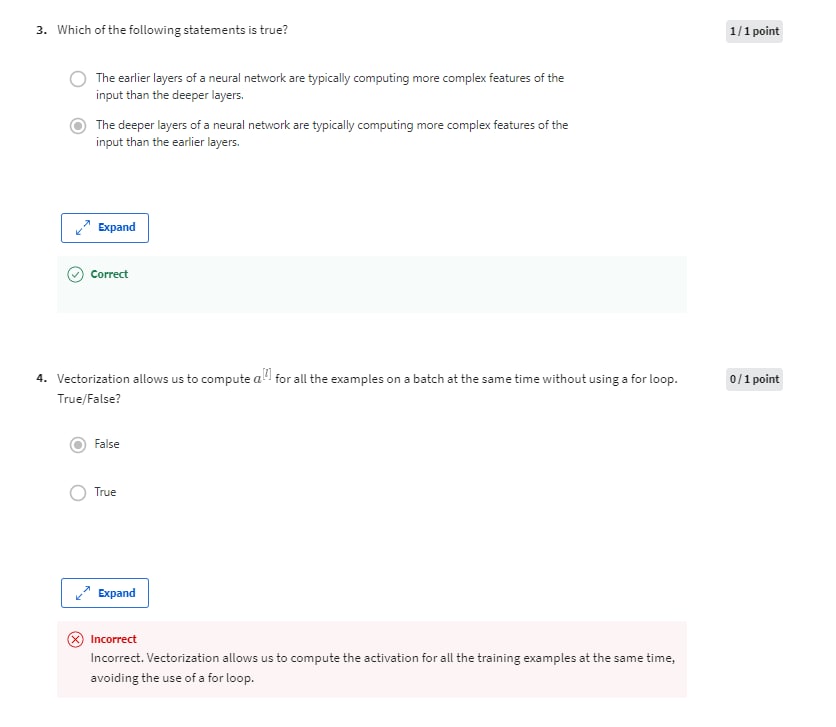 3. Which of the following statements is true?
1 / 1 point
The earlier layers of a neural network are typically computing more complex features of the
input than the deeper layers.
The deeper layers of a neural network are typically computing more complex features of the
input than the earlier layers.
Expand
Correct
4. Vectorization allows us to compute a^[l] for all the examples on a batch at the same time without using a for loop.
0 / 1 point
True/False?
False
True
Expand
Incorrect
Incorrect. Vectorization allows us to compute the activation for all the training examples at the same time,
avoiding the use of a for loop.